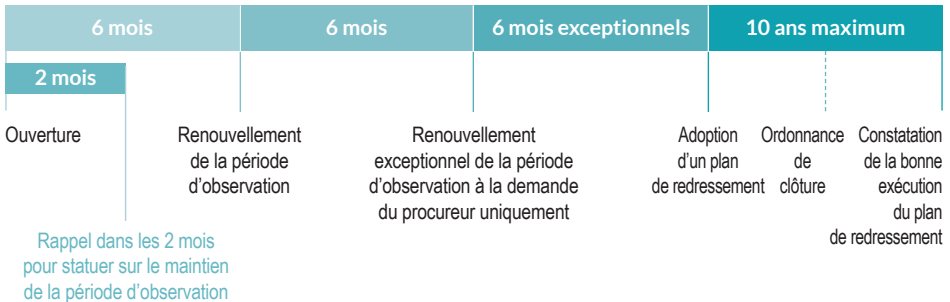 6 mois
6 mois
6 mois exceptionnels
10 ans maximum
2 mois
Ouverture
Renouvellement
de la période
d'observation
Renouvellement
exceptionnel de la période
d'observation à la demande
du procureur uniquement
Adoption
d'un plan
de redressement
Ordonnance
de
clôture
Constatation
de la bonne
exécution
du plan
de redressement
Rappel dans les 2 mois
pour statuer sur le maintien
de la période d'observation